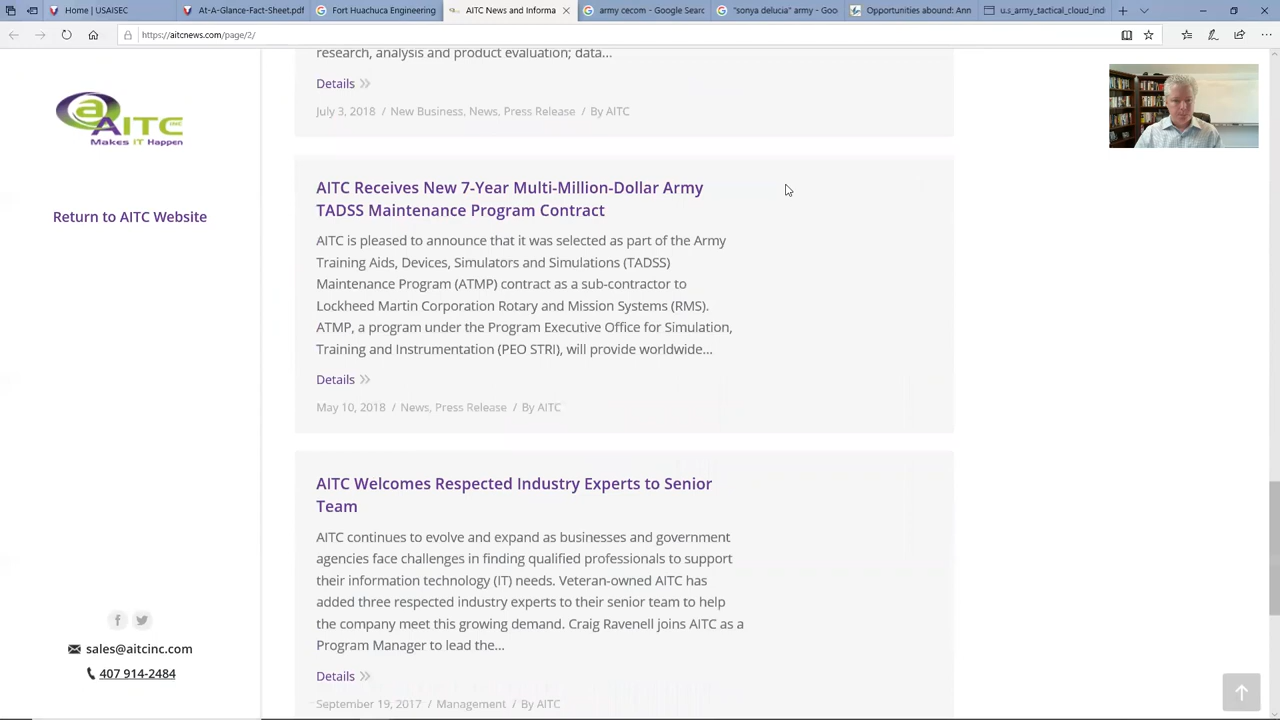 Home | USAISEC
At-A-Glance-Fact-Sheet.pdf
Fort Huachuca Engineering
AITC News and Informa
army cecom - Google Searc
"sonya delucia" army - Goo
Opportunities abound: Ann
u.s_army_tactical_cloud_ind
https://aitcnews.com/page/2/
research, analysis and product evaluation; data...
Details
July 3, 2018 / New Business, News, Press Release / By AITC
a AITC INC
Makes IT Happen
Return to AITC Website
AITC Receives New 7-Year Multi-Million-Dollar Army
TADSS Maintenance Program Contract
AITC is pleased to announce that it was selected as part of the Army
Training Aids, Devices, Simulators and Simulations (TADSS)
Maintenance Program (ATMP) contract as a sub-contractor to
Lockheed Martin Corporation Rotary and Mission Systems (RMS).
ATMP, a program under the Program Executive Office for Simulation,
Training and Instrumentation (PEO STRI), will provide worldwide...
Details
May 10, 2018 / News, Press Release / By AITC
AITC Welcomes Respected Industry Experts to Senior
Team
AITC continues to evolve and expand as businesses and government
agencies face challenges in finding qualified professionals to support
their information technology (IT) needs. Veteran-owned AITC has
added three respected industry experts to their senior team to help
the company meet this growing demand. Craig Ravenell joins AITC as a
Program Manager to lead the...
Details
September 19, 2017 / Management / By AITC
sales@aitcinc.com
407 914-2484